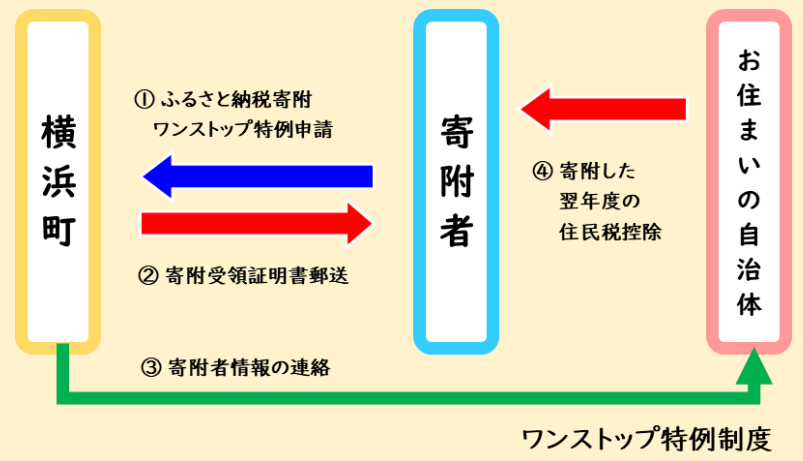 横浜町
① ふるさと納税寄附
ワンストップ特例申請
② 寄附受領証明書郵送
③ 寄附者情報の連絡
寄附者
④ 寄附した
翌年度の
住民税控除
お住まいの自治体
ワンストップ特例制度